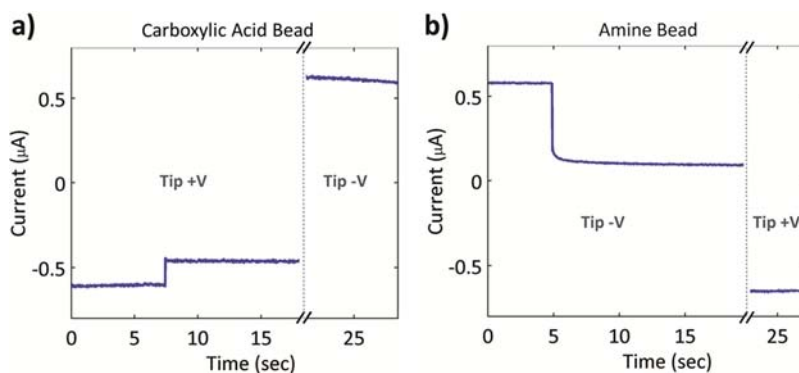 a) Carboxylic Acid Bead
Current (μA)
0.5
0
-0.5
Tip +V
Tip -V
0 5 10 15 25
Time (sec)
b) Amine Bead
Current (μA)
0.5
0
-0.5
Tip -V
Tip +V
0 5 10 15 25
Time (sec)